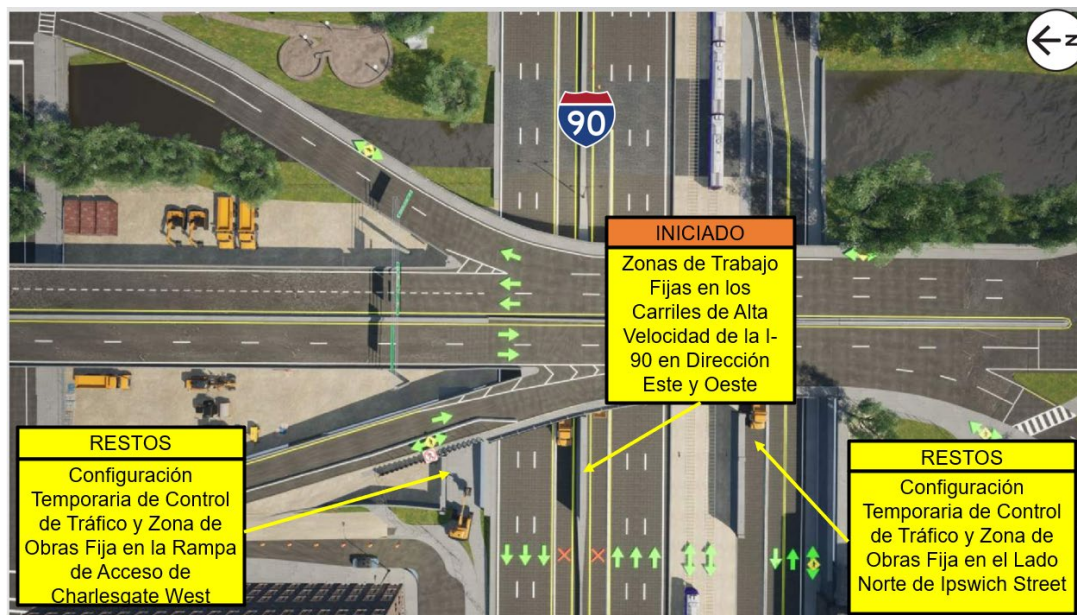 N
90
INICIADO
Zonas de Trabajo
Fijas en los
Carriles de Alta
Velocidad de la I-
90 en Dirección
Este y Oeste
RESTOS
Configuración
Temporaria de Control
de Tráfico y Zona de
Obras Fija en la Rampa
de Acceso de
Charlesgate West
RESTOS
Configuración
Temporaria de Control
de Tráfico y Zona de
Obras Fija en el Lado
Norte de Ipswich Street